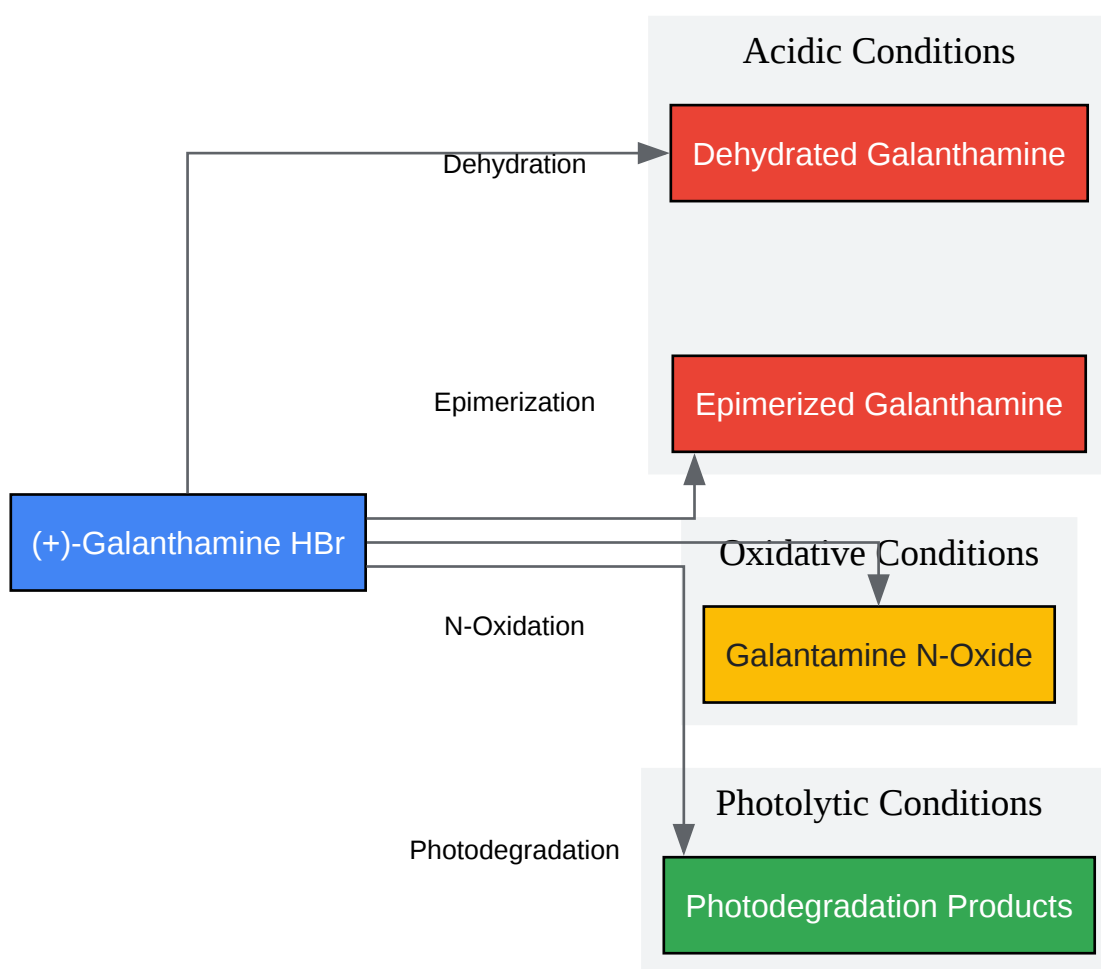 Acidic Conditions
Dehydrated Galanthamine
Dehydration
Epimerized Galanthamine
Epimerization
(+)-Galanthamine HBr
Oxidative Conditions
N-Oxidation
Galantamine N-Oxide
Photolytic Conditions
Photodegradation
Photodegradation Products